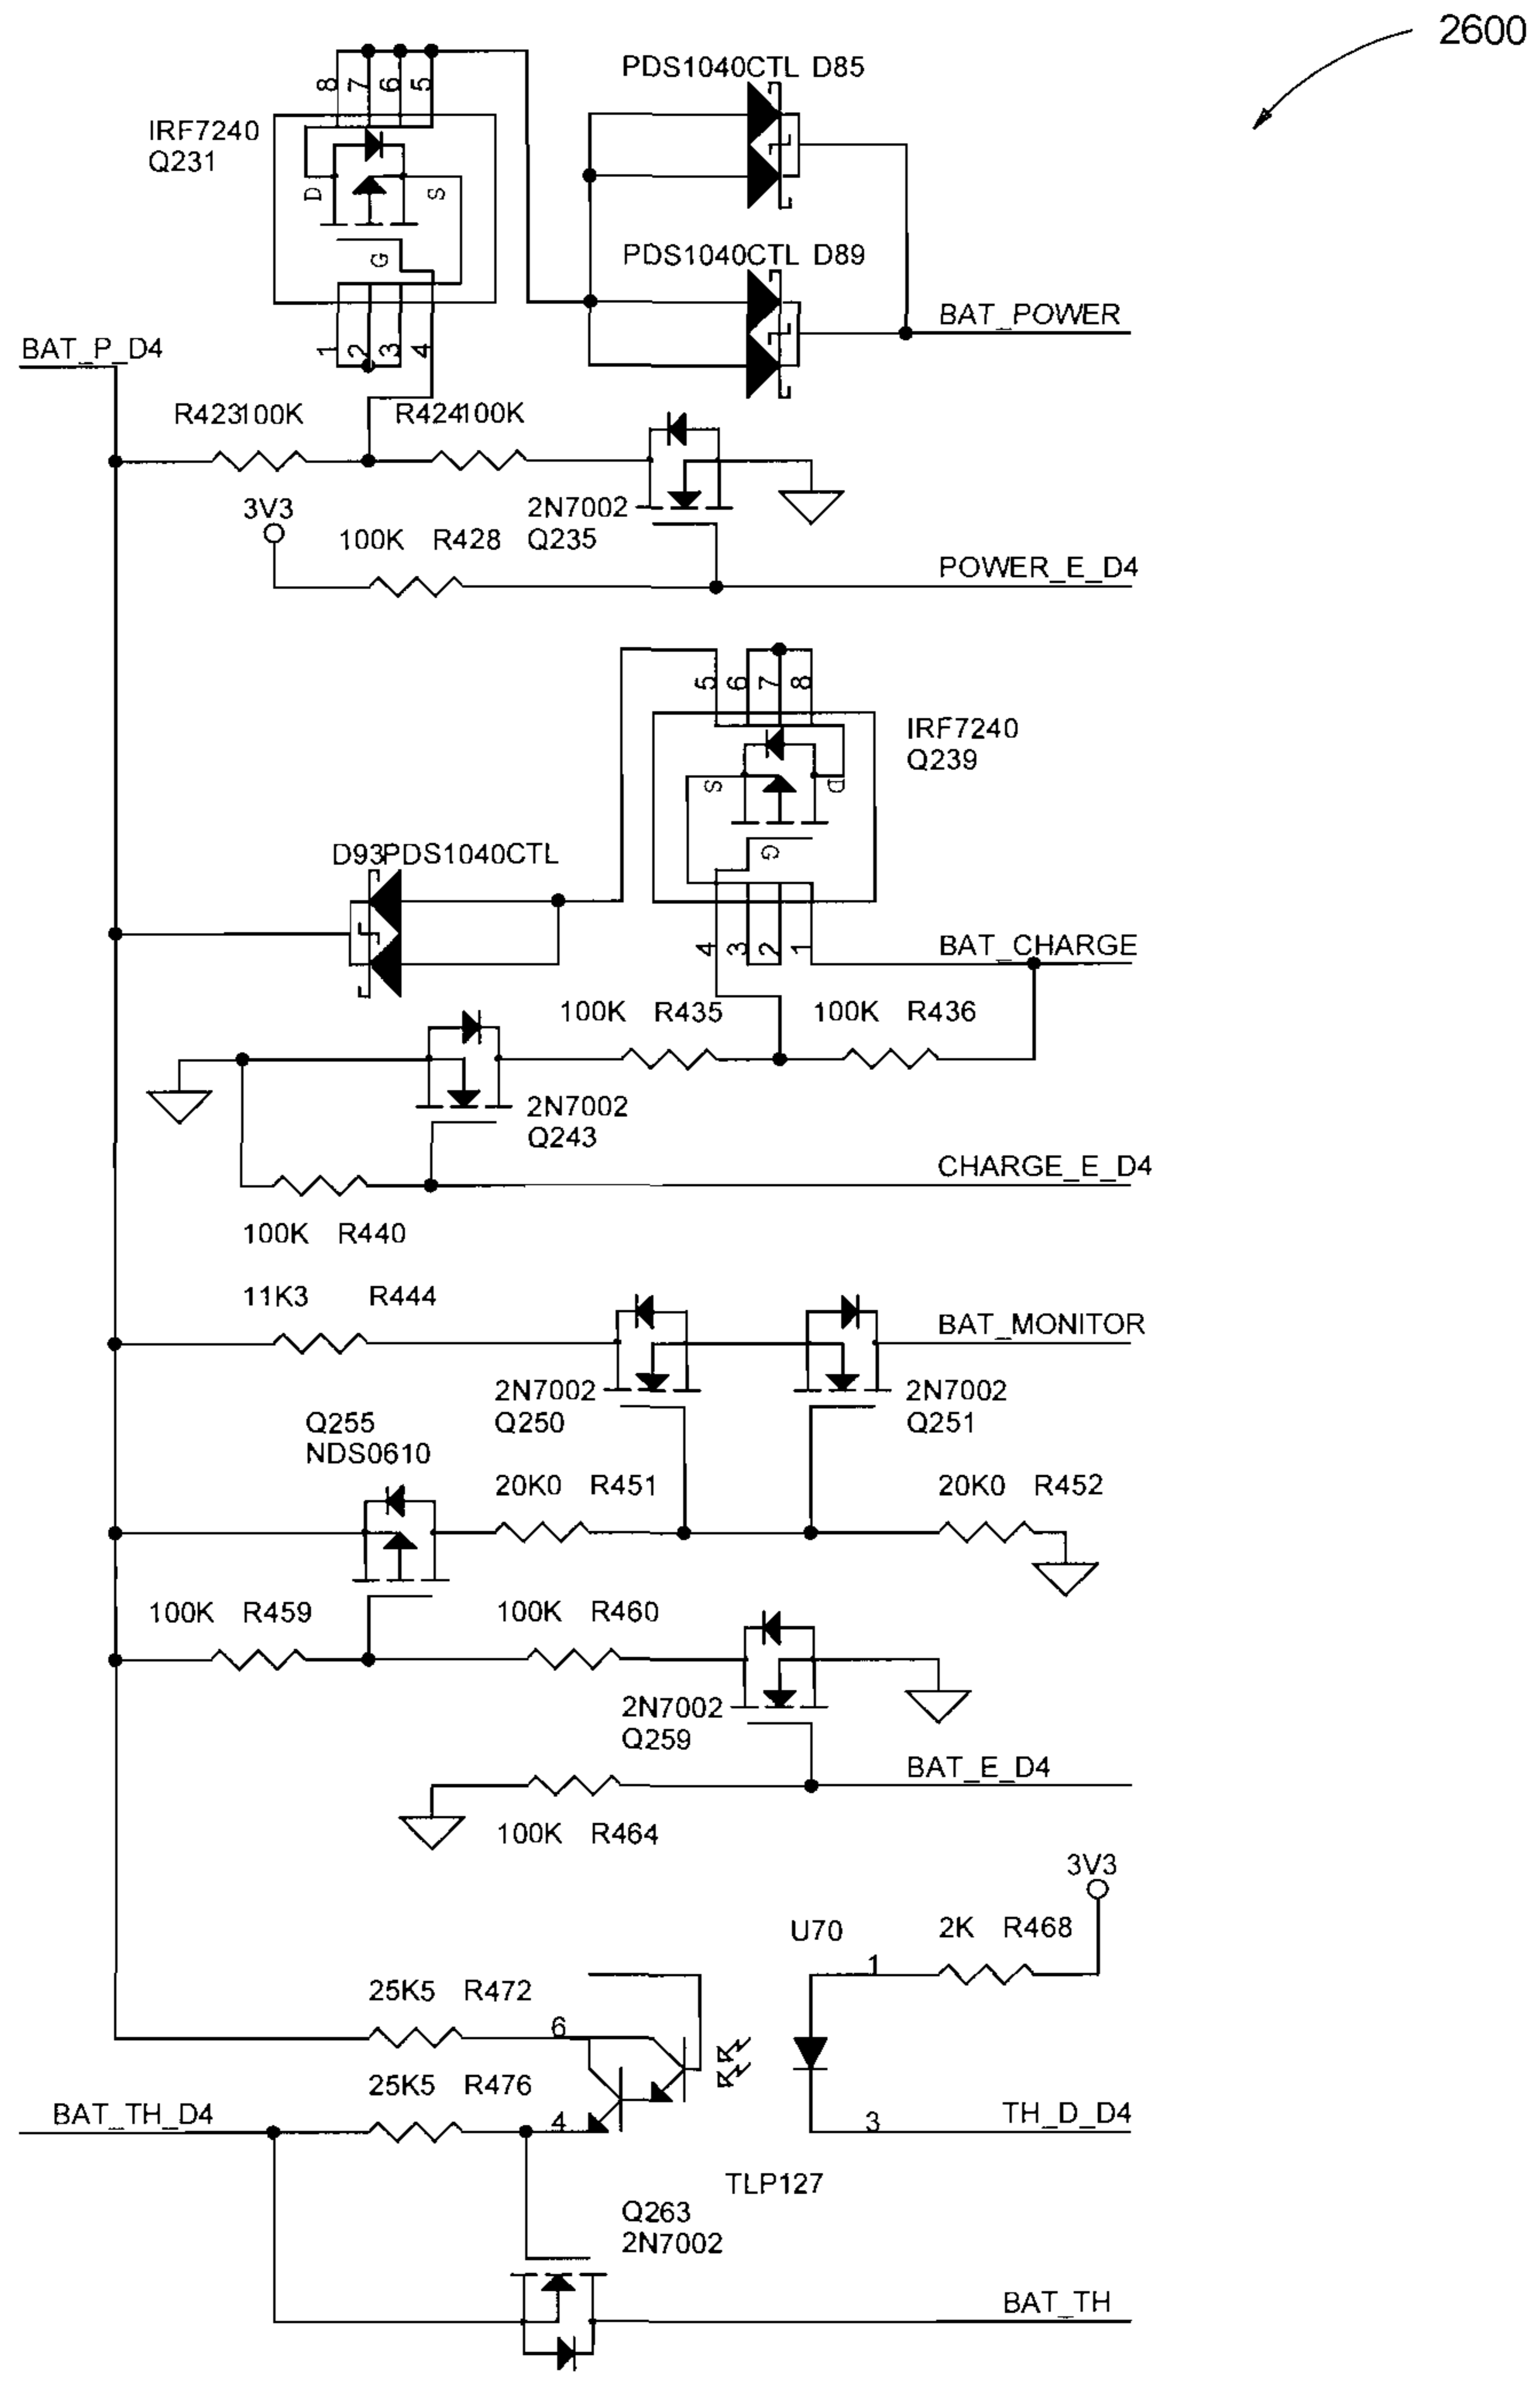 2600
PDS1040CTL D85
8 7 6 5
IRF7240
Q231
D S
G
PDS1040CTL D89
BAT_POWER
1 2 3 4
BAT_P_D4
R423100K R424100K
3V3
2N7002
Q235
100K R428
POWER_E_D4
5 6 7 8
IRF7240
Q239
S D
G
D93PDS1040CTL
4 3 2 1
BAT_CHARGE
100K R435 100K R436
2N7002
Q243
CHARGE_E_D4
100K R440
11K3 R444
BAT_MONITOR
2N7002
Q250
2N7002
Q251
Q255
NDS0610
20K0 R451 20K0 R452
100K R459 100K R460
2N7002
Q259
BAT_E_D4
100K R464
3V3
U70 2K R468
1
25K5 R472
6
25K5 R476
BAT_TH_D4 4 3 TH_D_D4
TLP127
Q263
2N7002
BAT_TH